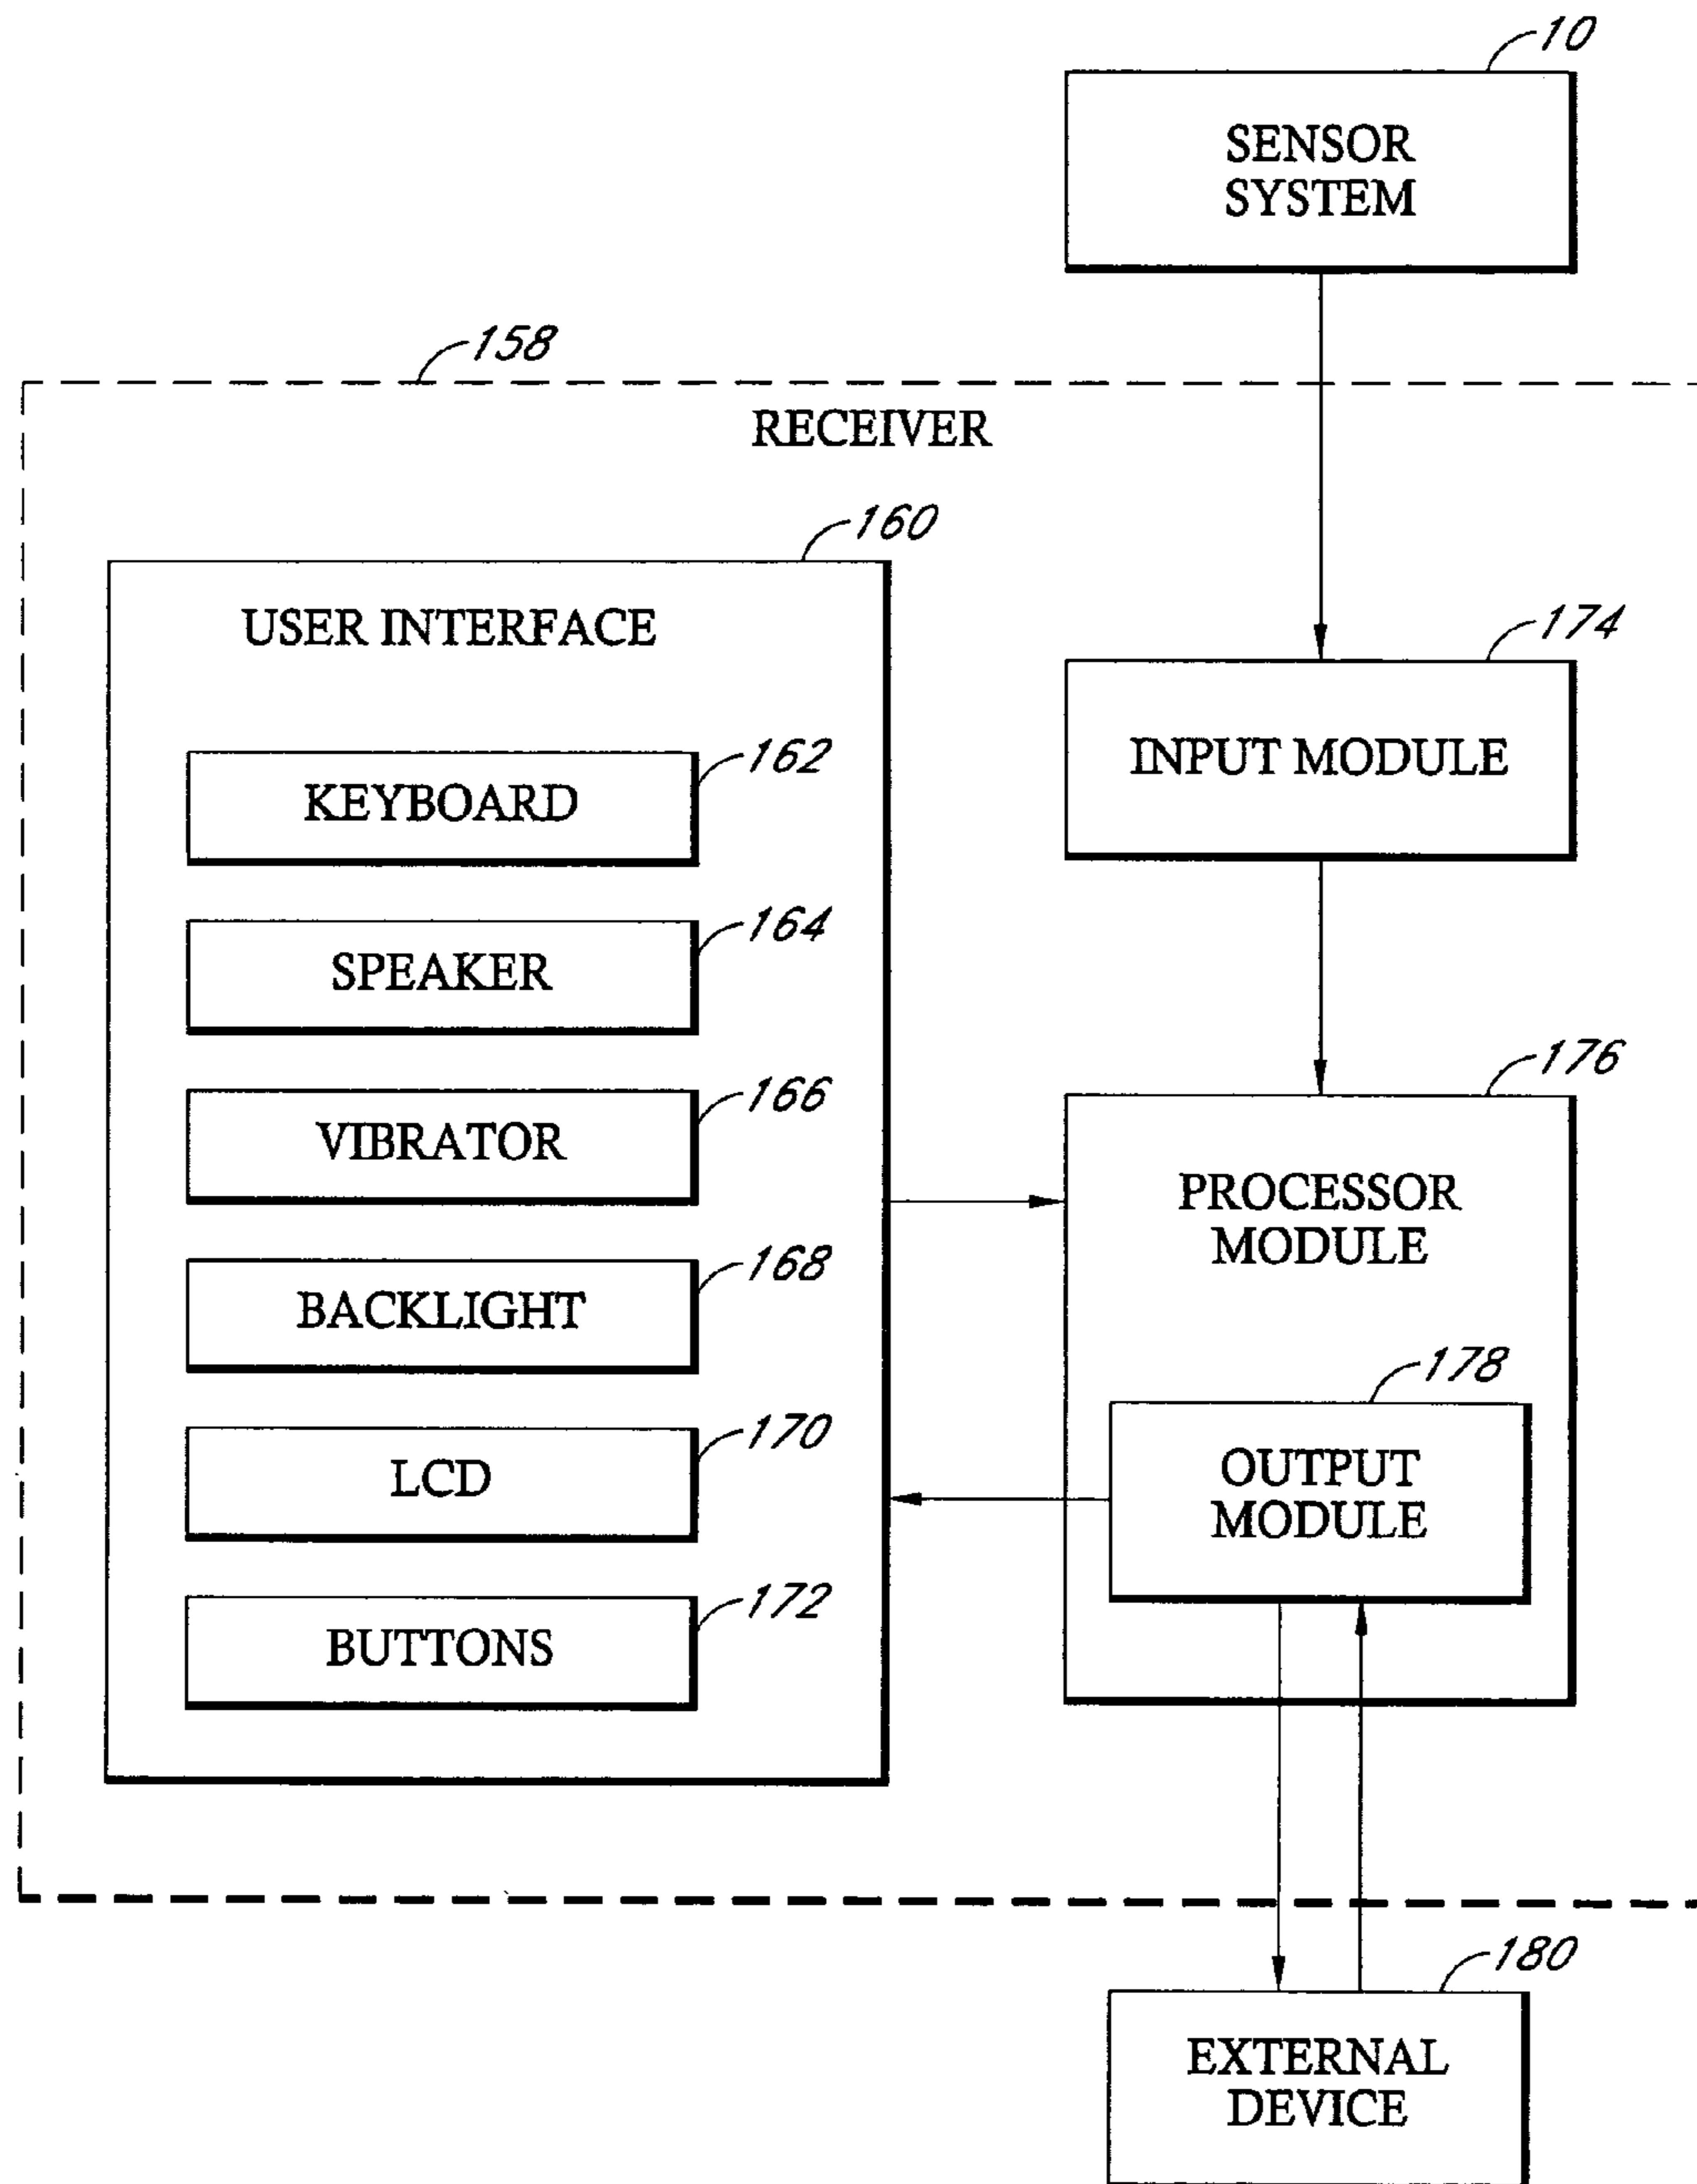 10
SENSOR
SYSTEM
158
RECEIVER
160
USER INTERFACE
174
INPUT MODULE
162
KEYBOARD
164
SPEAKER
166
VIBRATOR
168
BACKLIGHT
170
LCD
172
BUTTONS
176
PROCESSOR
MODULE
178
OUTPUT
MODULE
180
EXTERNAL
DEVICE